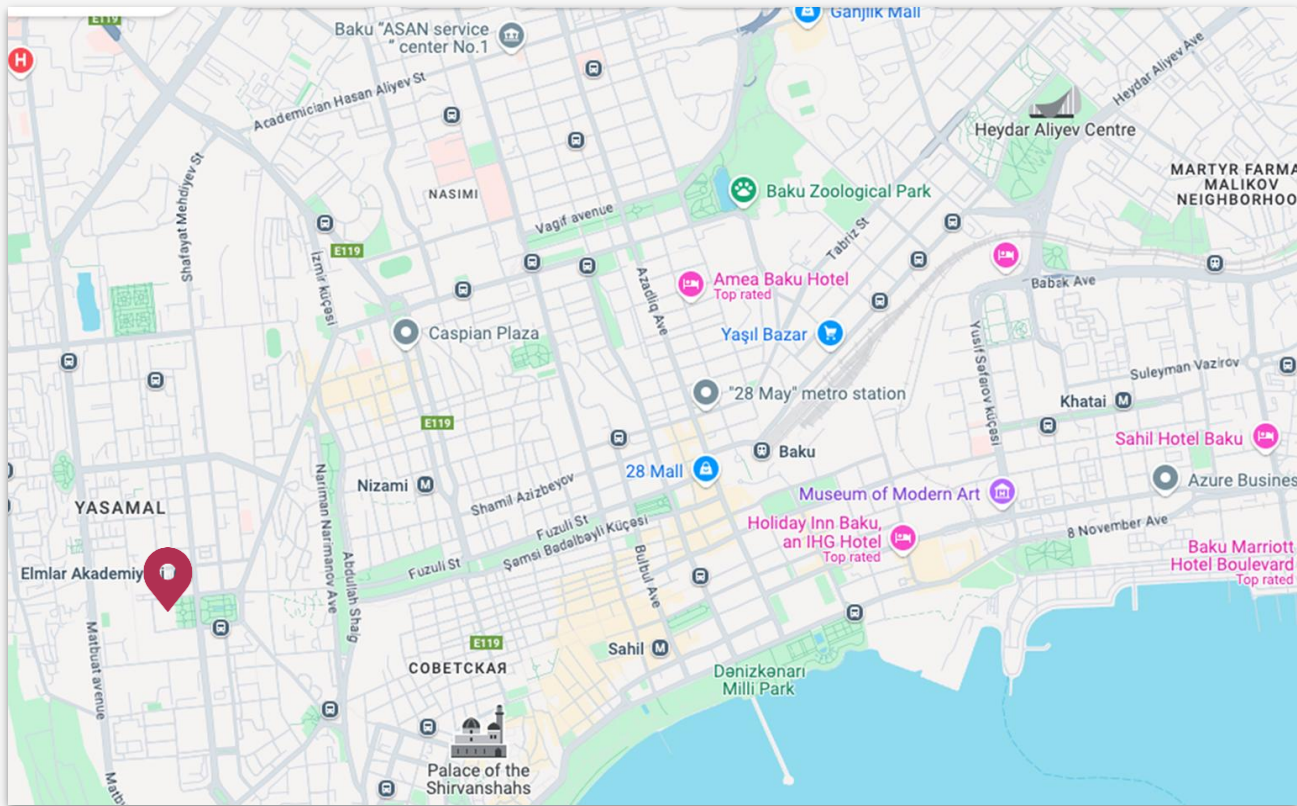 E119
Ganjlik Mall
Baku "ASAN service
" center No.1
H
Heydar Aliyev Ave
Academician Hasan Aliyev St
Heydar Aliyev Centre
Shafayat Mehdiyev St
NASIMI
Baku Zoological Park
MARTYR FARMA
MALIKOV
NEIGHBORHOO
Vagif avenue
Tabriz St
E119
İzmir küçəsi
Azadliq Ave
Amea Baku Hotel
Top rated
Babək Ave
Caspian Plaza
Yaşıl Bazar
Yusif Səfərov küçəsi
Suleyman Vazirov
"28 May" metro station
Khatai
M
E119
Sahil Hotel Baku
Baku
28 Mall
Nizami
M
Nariman Narimanov Ave
Shamil Azizbeyov
Museum of Modern Art
Azure Busines
YASAMAL
Fuzuli St
Şəmsi Bədəlbəyli Küçəsi
Holiday Inn Baku,
an IHG Hotel
Top rated
8 November Ave
Baku Marriott
Hotel Boulevard
Top rated
Elmlar Akademiy
Fuzuli St
Abdullah Shaig
Bulbul Ave
Matbuat avenue
E119
Sahil
M
СОВЕТСКАЯ
Dənizkənarı
Milli Park
Palace of the
Shirvanshahs
Matbu